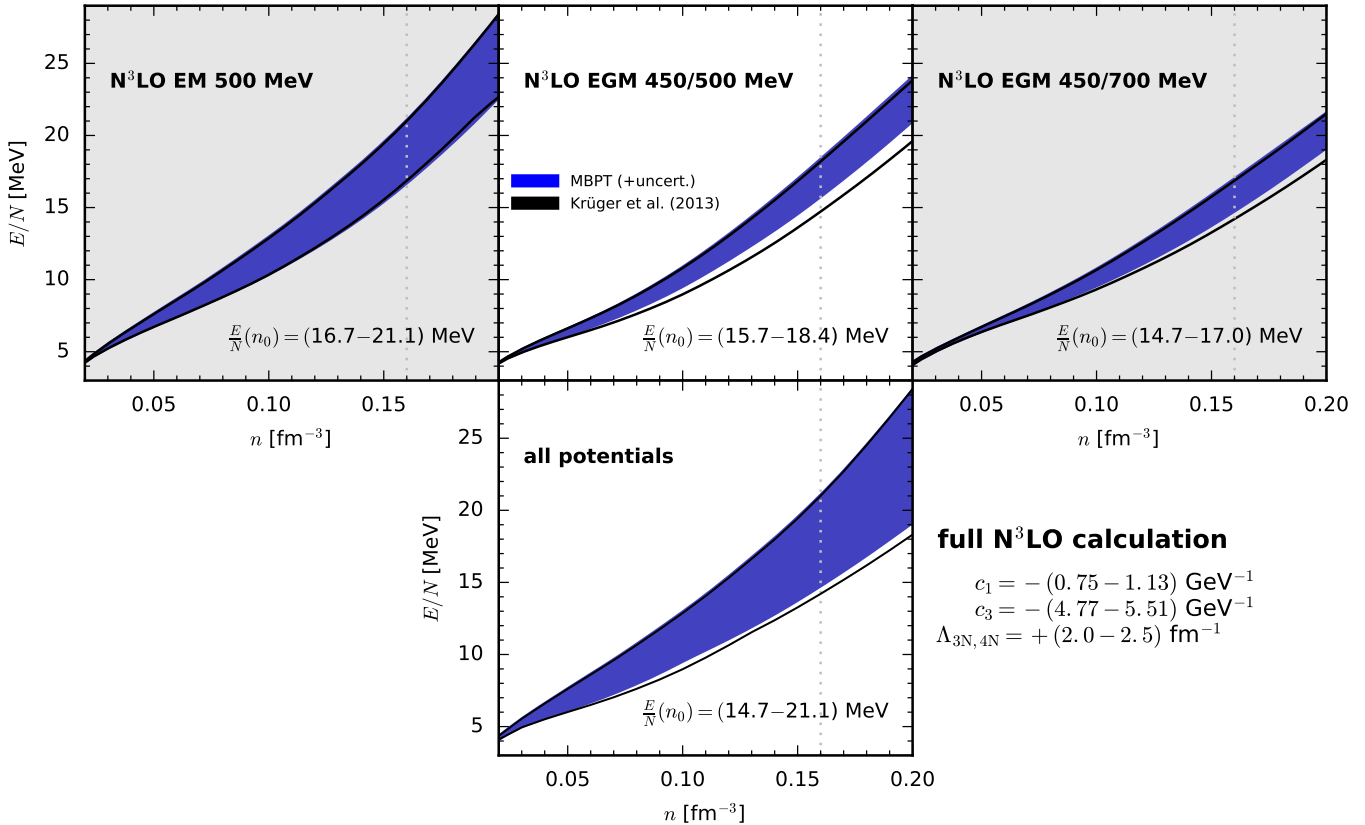 N³LO EM 500 MeV
N³LO EGM 450/500 MeV
N³LO EGM 450/700 MeV
E/N [MeV]
25
20
15
10
5
MBPT (+uncert.)
Krüger et al. (2013)
E/N (n₀) = (16.7−21.1) MeV
E/N (n₀) = (15.7−18.4) MeV
E/N (n₀) = (14.7−17.0) MeV
0.05 0.10 0.15
0.05 0.10 0.15 0.20
n [fm⁻³]
n [fm⁻³]
all potentials
E/N [MeV]
25
20
15
10
5
E/N (n₀) = (14.7−21.1) MeV
0.05 0.10 0.15 0.20
n [fm⁻³]
full N³LO calculation
c₁ = −(0.75 − 1.13) GeV⁻¹
c₃ = −(4.77 − 5.51) GeV⁻¹
Λ₃N,₄N = +(2.0 − 2.5) fm⁻¹